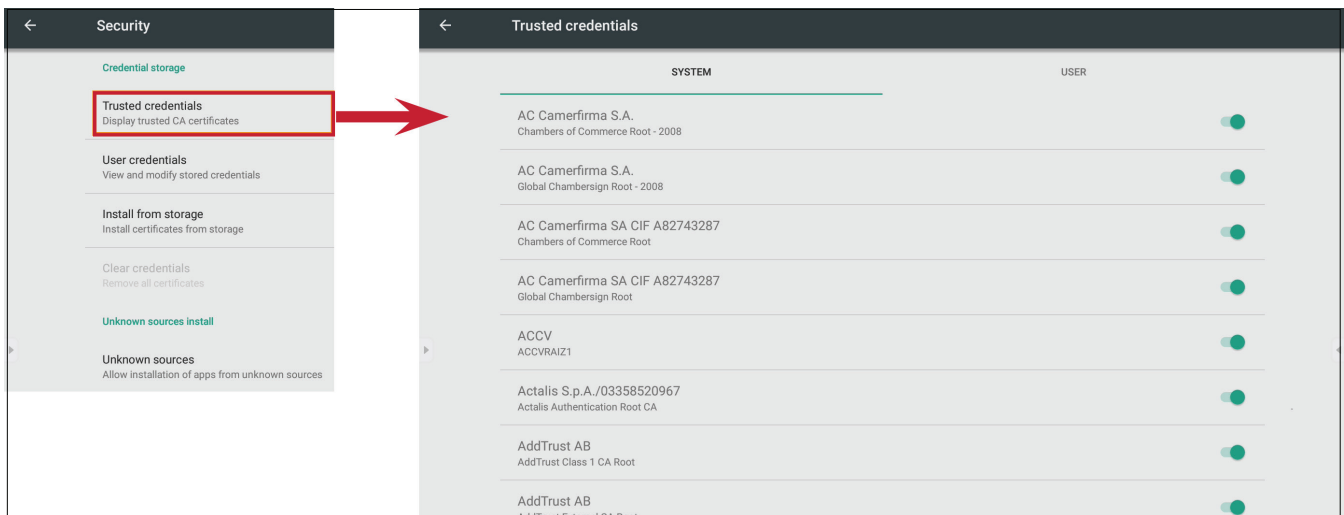 Security
Credential storage
Trusted credentials
Display trusted CA certificates
User credentials
View and modify stored credentials
Install from storage
Install certificates from storage
Clear credentials
Remove all certificates
Unknown sources install
Unknown sources
Allow installation of apps from unknown sources
Trusted credentials
SYSTEM
USER
AC Camerfirma S.A.
Chambers of Commerce Root - 2008
AC Camerfirma S.A.
Global Chambersign Root - 2008
AC Camerfirma SA CIF A82743287
Chambers of Commerce Root
AC Camerfirma SA CIF A82743287
Global Chambersign Root
ACCV
ACCVRAIZ1
Actalis S.p.A./03358520967
Actalis Authentication Root CA
AddTrust AB
AddTrust Class 1 CA Root
AddTrust AB